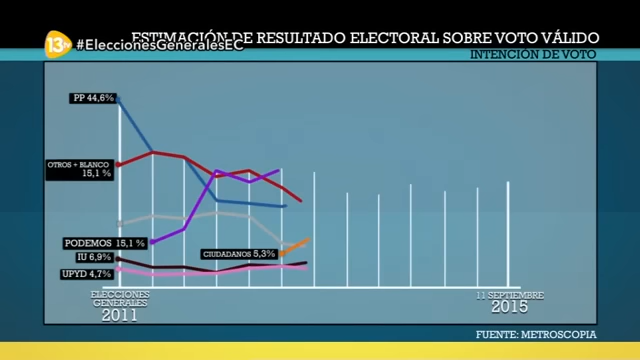 ESTIMACIÓN DE RESULTADO ELECTORAL SOBRE VOTO VÁLIDO
13tv #EleccionesGeneralesEC
INTENCIÓN DE VOTO
PP 44,6%
OTROS + BLANCO
15,1 %
PODEMOS 15,1 %
CIUDADANOS 5,3%
IU 6,9%
UPYD 4,7%
ELECCIONES
GENERALES
2011
11 SEPTIEMBRE
2015
FUENTE: METROSCOPIA